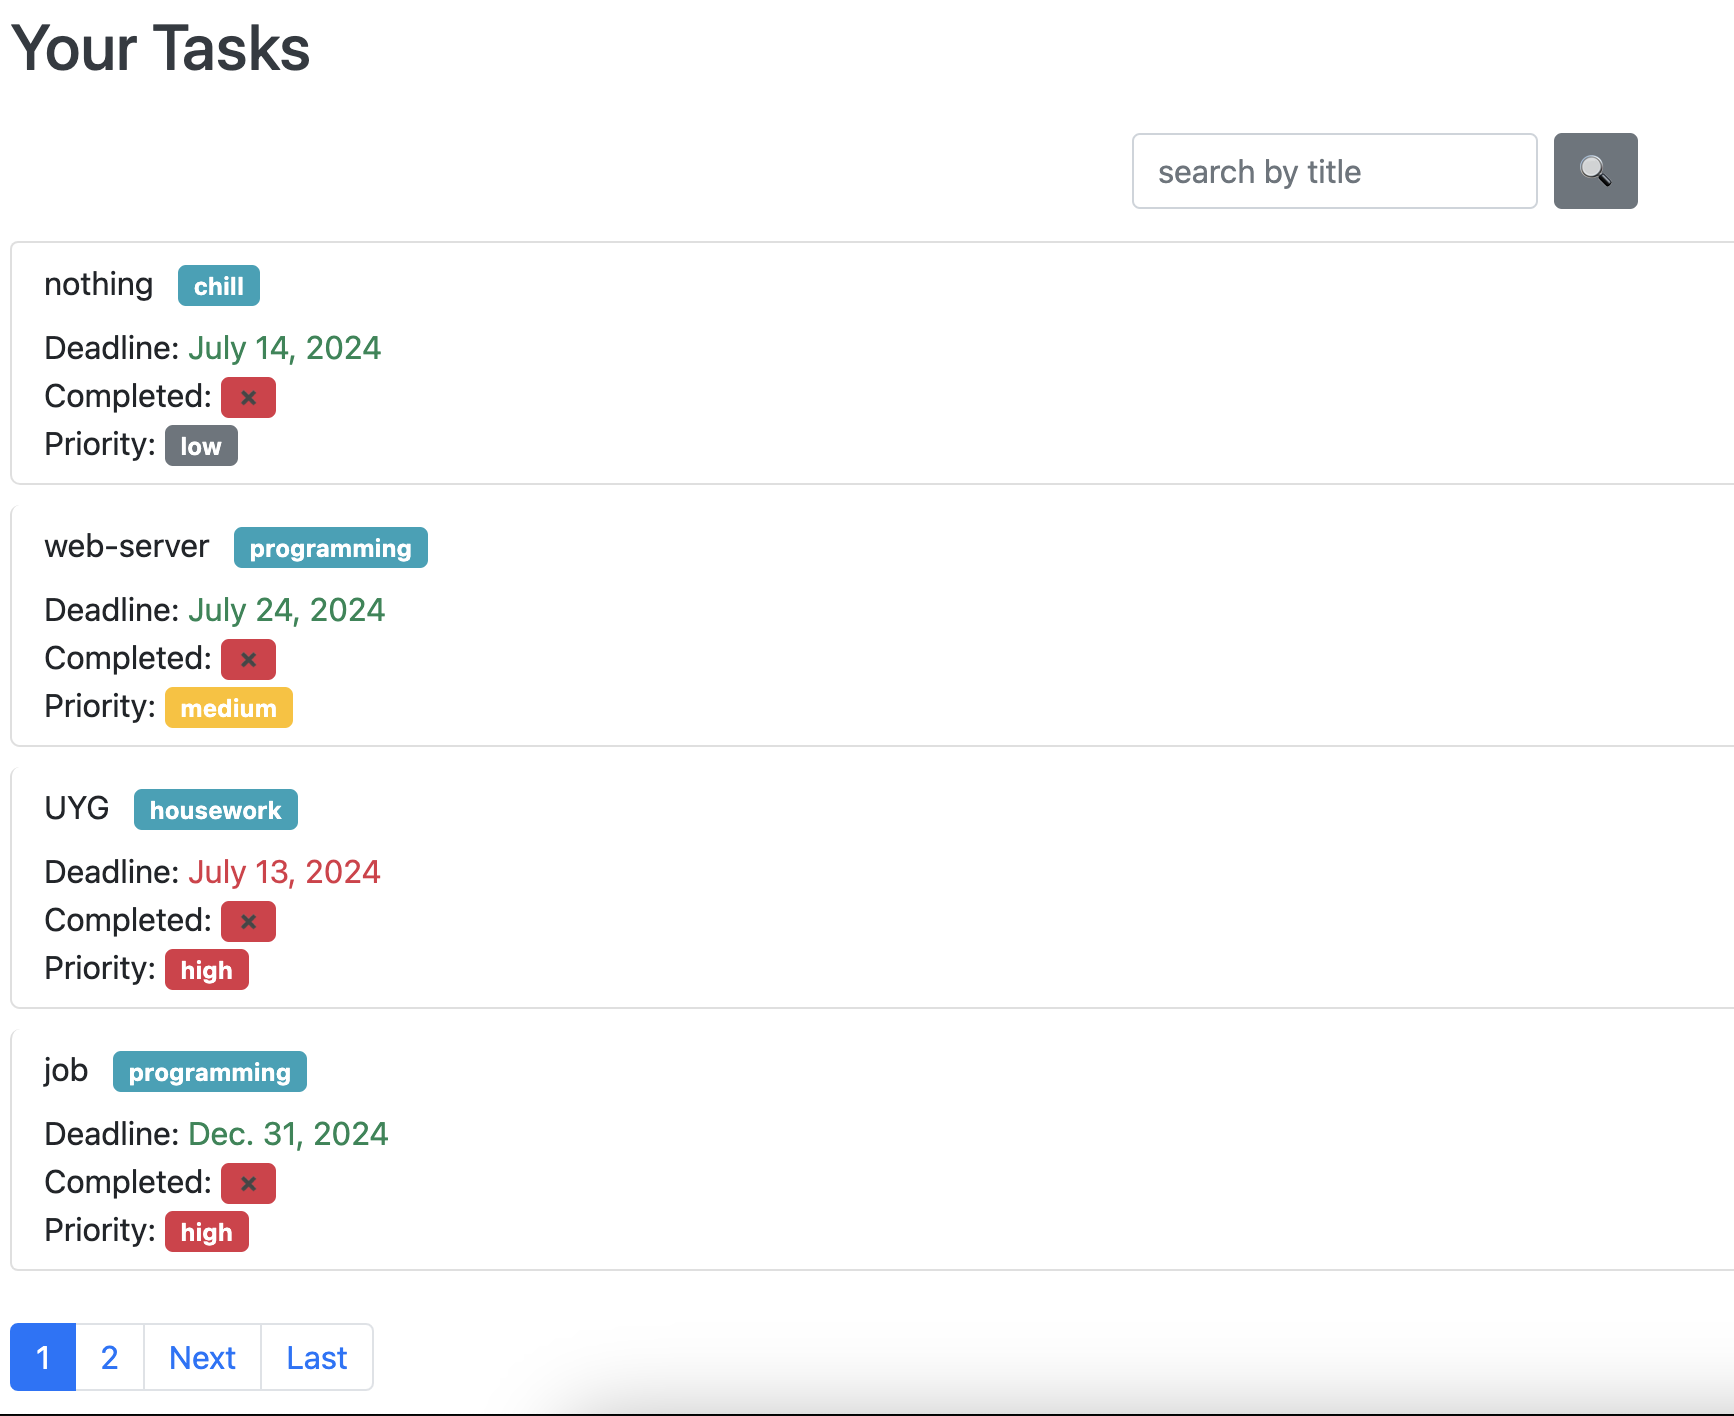 Your Tasks
search by title
nothing chill
Deadline: July 14, 2024
Completed: ×
Priority: low
web-server programming
Deadline: July 24, 2024
Completed: ×
Priority: medium
UYG housework
Deadline: July 13, 2024
Completed: ×
Priority: high
job programming
Deadline: Dec. 31, 2024
Completed: ×
Priority: high
1 2 Next Last